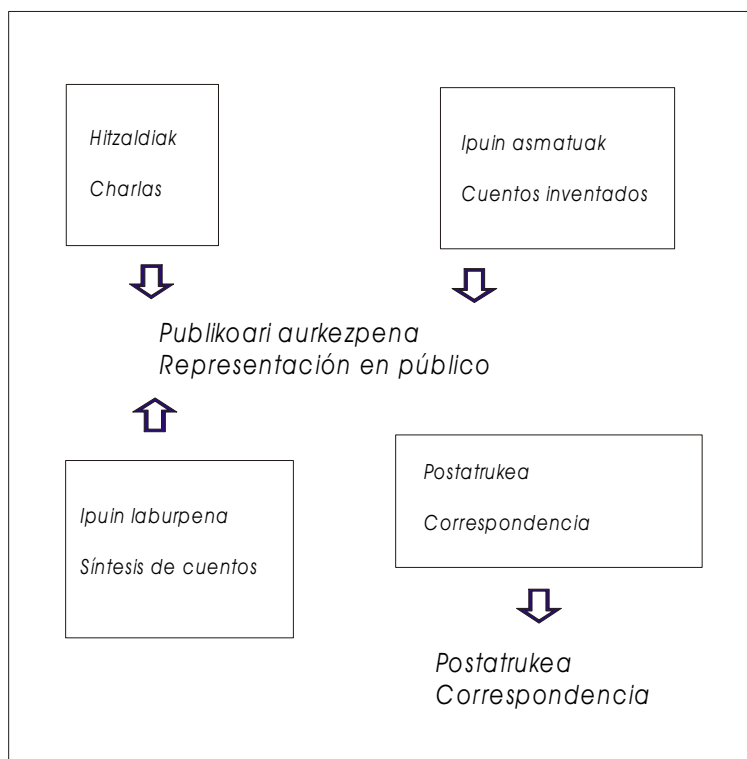 Hitzaldiak
Charlas
Ipuin asmatuak
Cuentos inventados
Publikoari aurkezpena
Representación en público
Ipuin laburpena
Síntesis de cuentos
Postatrukea
Correspondencia
Postatrukea
Correspondencia